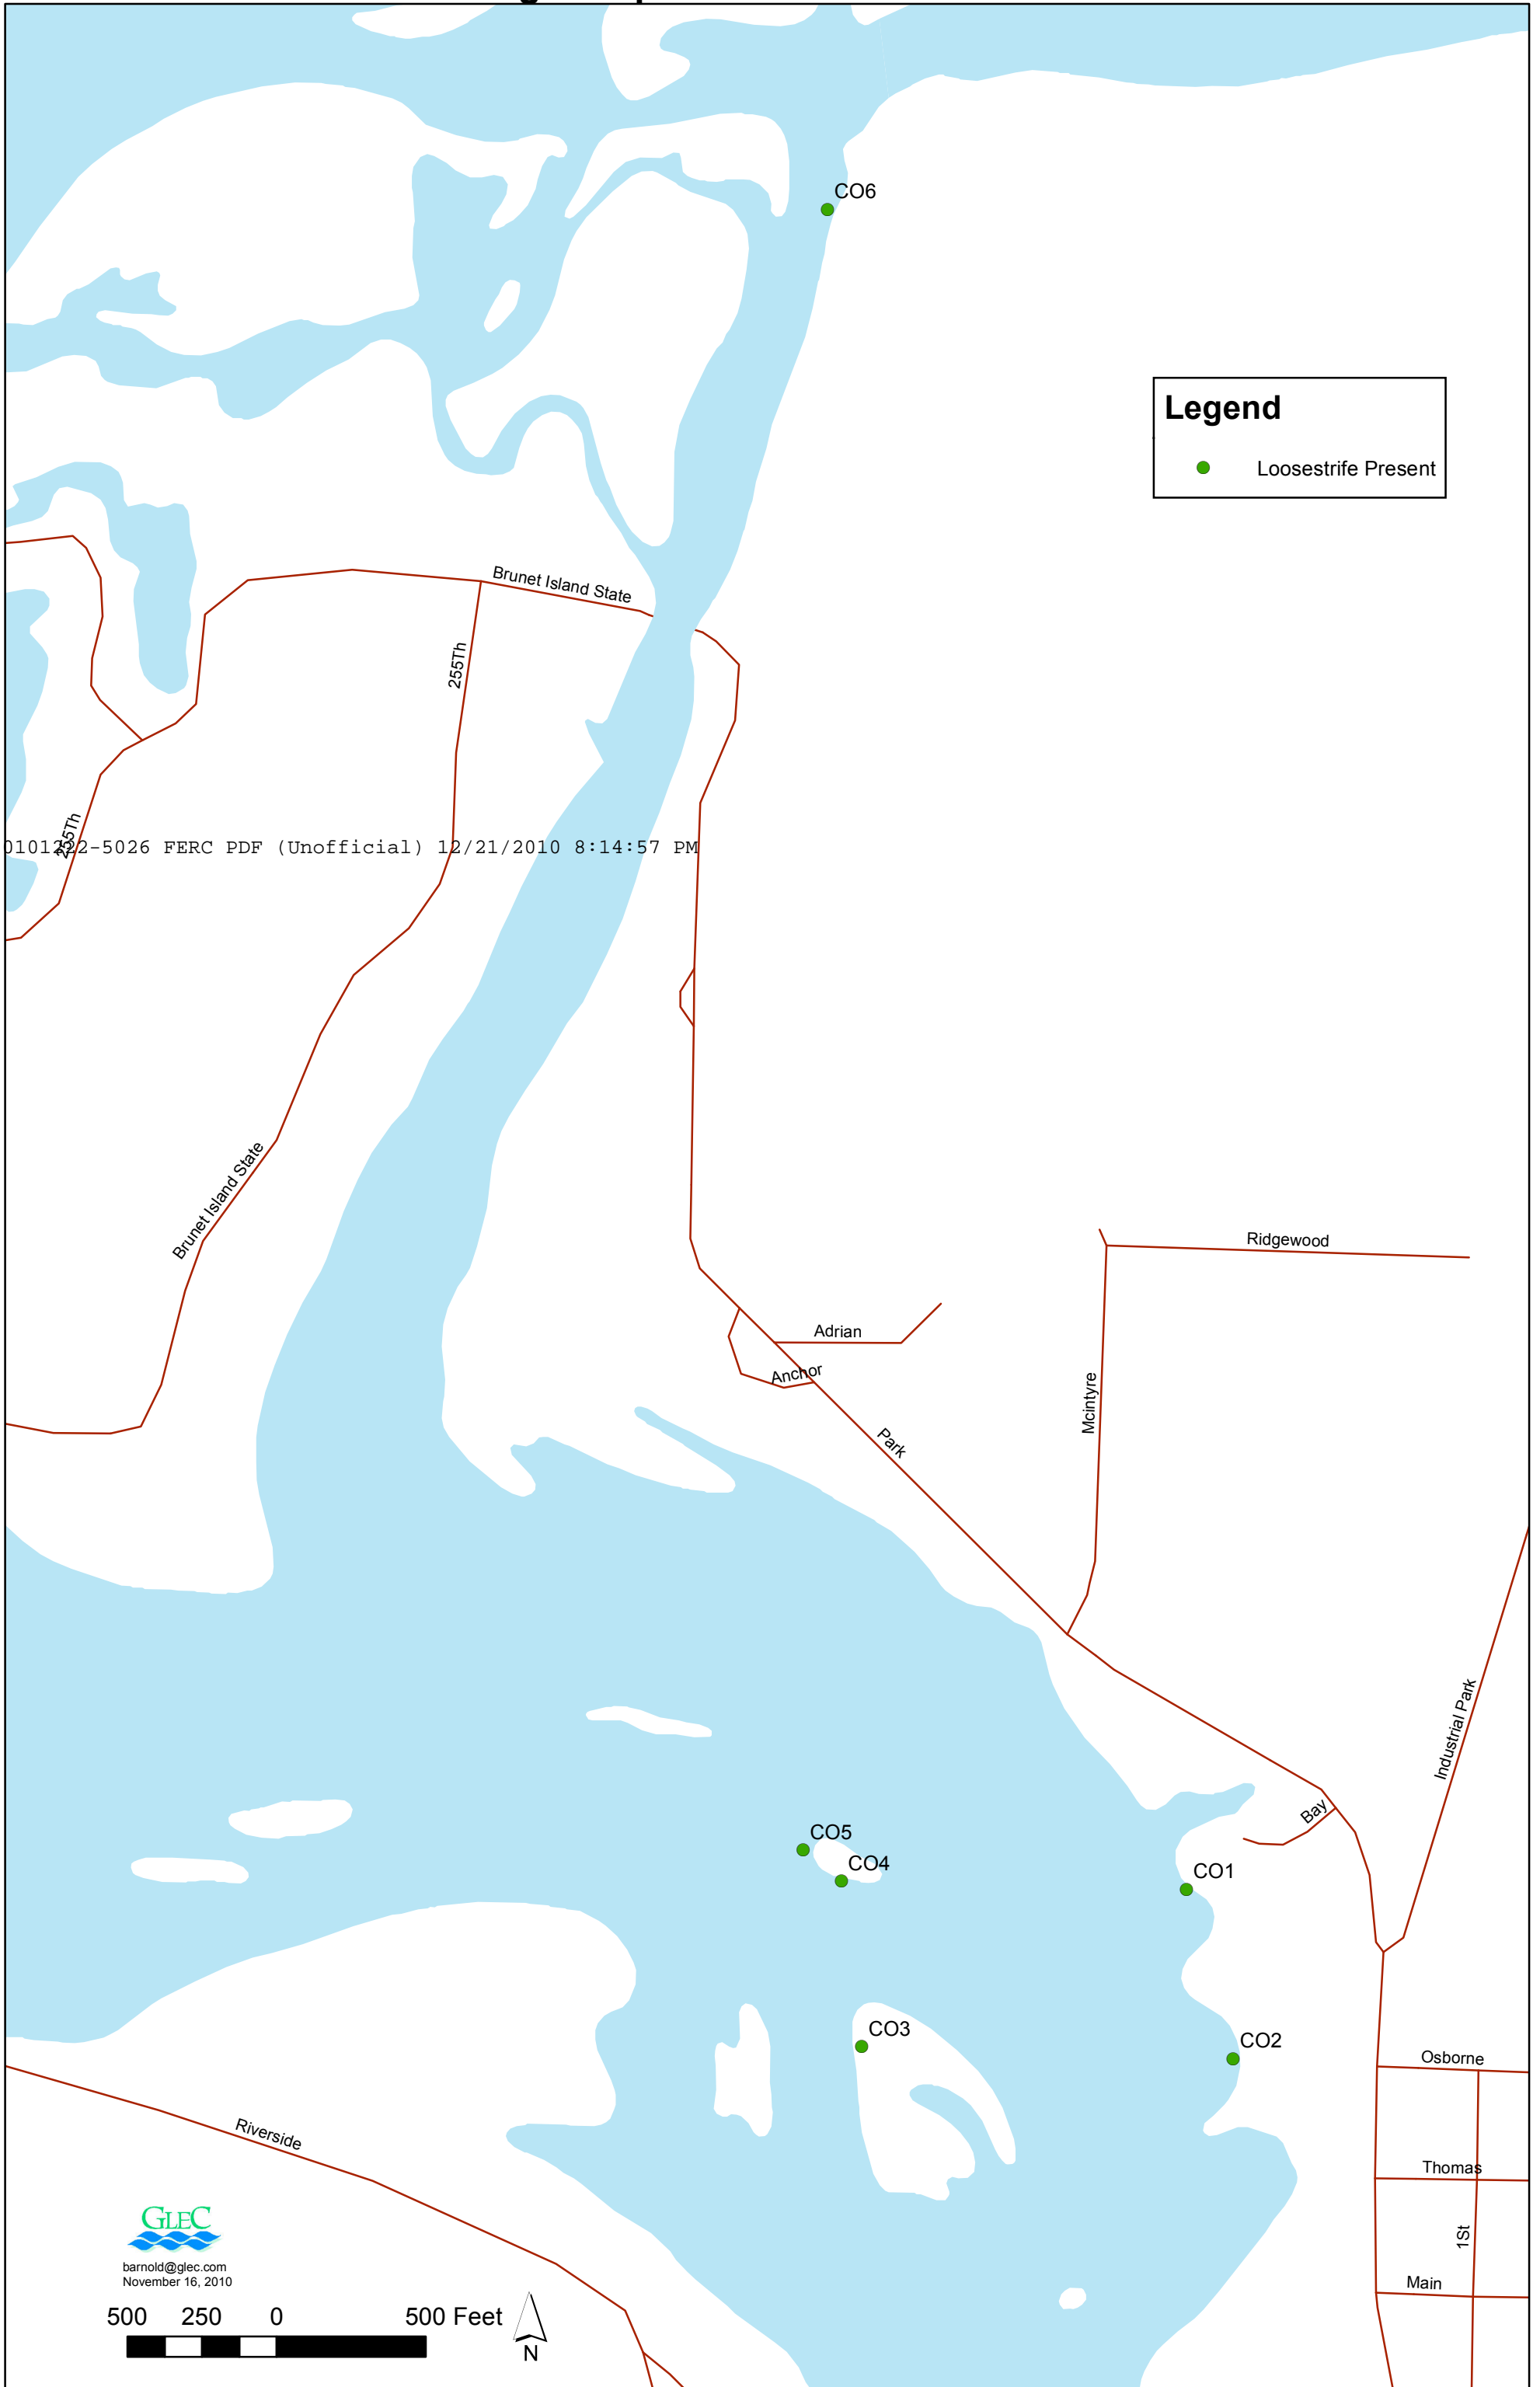 CO6
Legend
Loosestrife Present
Brunet Island State
255Th
255Th
0101222-5026 FERC PDF (Unofficial) 12/21/2010 8:14:57 PM
Brunet Island State
Ridgewood
Adrian
Anchor
Mcintyre
Park
Industrial Park
Bay
CO5
CO4
CO1
CO3
CO2
Osborne
Riverside
Thomas
1St
Main
GLEC
barnold@glec.com
November 16, 2010
500 250 0 500 Feet
N